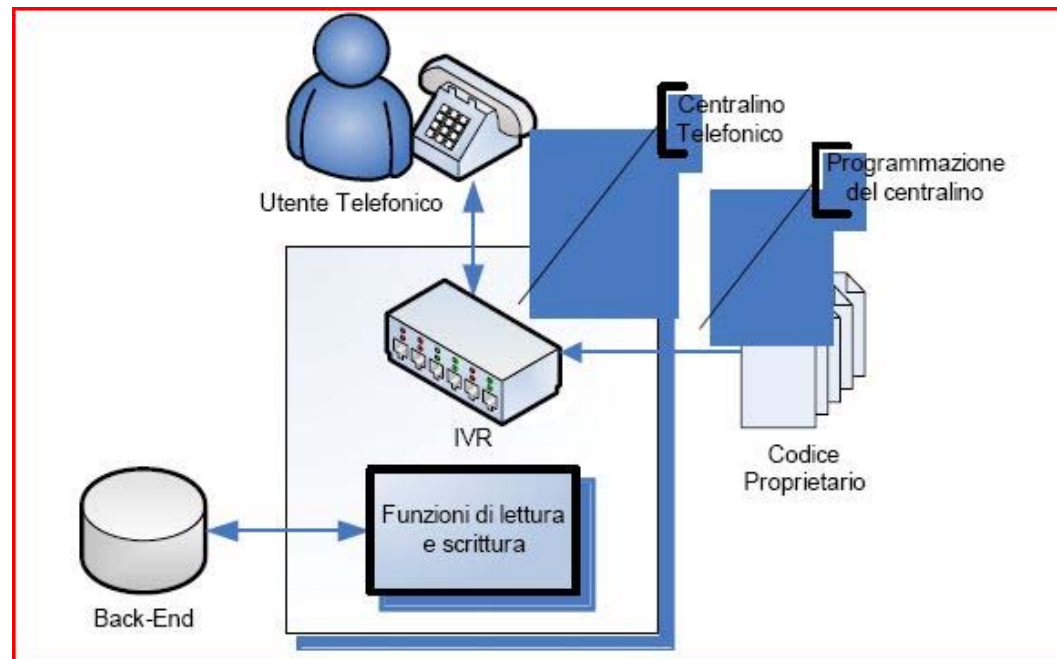 Centralino
Telefonico
Programmazione
del centralino
Utente Telefonico
IVR
Codice
Proprietario
Funzioni di lettura
e scrittura
Back-End